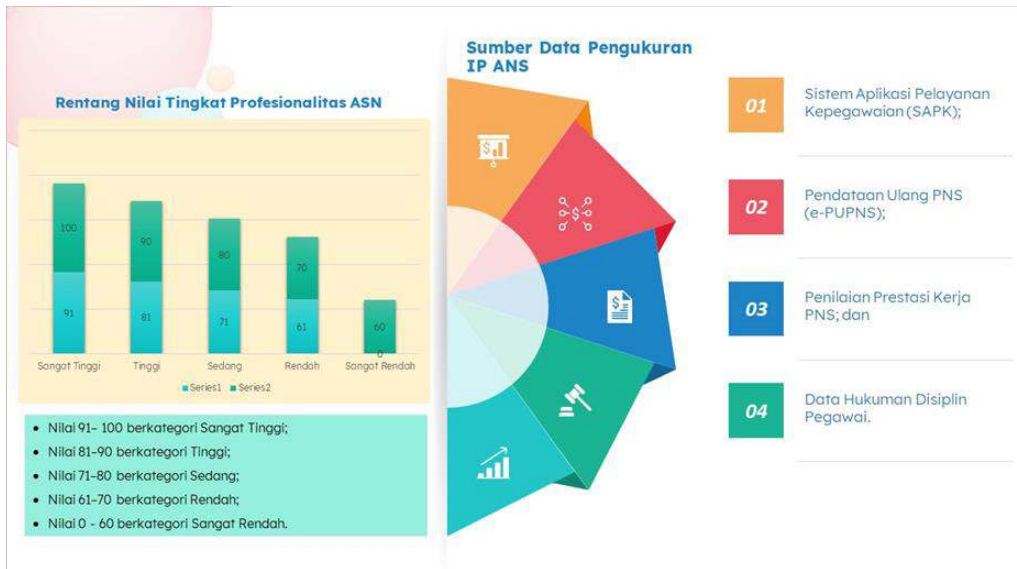 Rentang Nilai Tingkat Profesionalitas ASN
100
90
80
70
60
91
81
71
61
0
Sangat Tinggi
Tinggi
Sedang
Rendah
Sangat Rendah
Series1
Series2
• Nilai 91– 100 berkategori Sangat Tinggi;
• Nilai 81–90 berkategori Tinggi;
• Nilai 71–80 berkategori Sedang;
• Nilai 61–70 berkategori Rendah;
• Nilai 0 - 60 berkategori Sangat Rendah.
Sumber Data Pengukuran
IP ANS
01
Sistem Aplikasi Pelayanan
Kepegawaian (SAPK);
02
Pendataan Ulang PNS
(e-PUPNS);
03
Penilaian Prestasi Kerja
PNS; dan
04
Data Hukuman Disiplin
Pegawai.